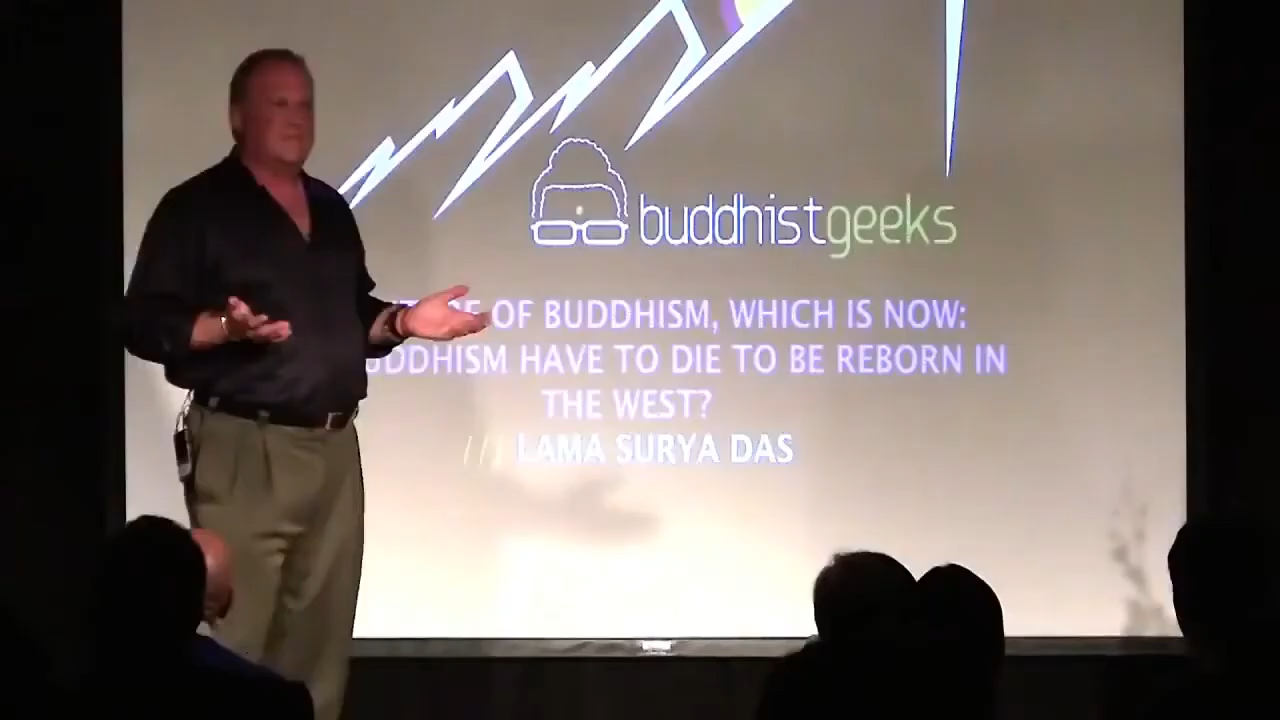 buddhistgeeks
OF BUDDHISM, WHICH IS NOW:
HAVE TO DIE TO BE REBORN IN
THE WEST?
/// LAMA SURYA DAS